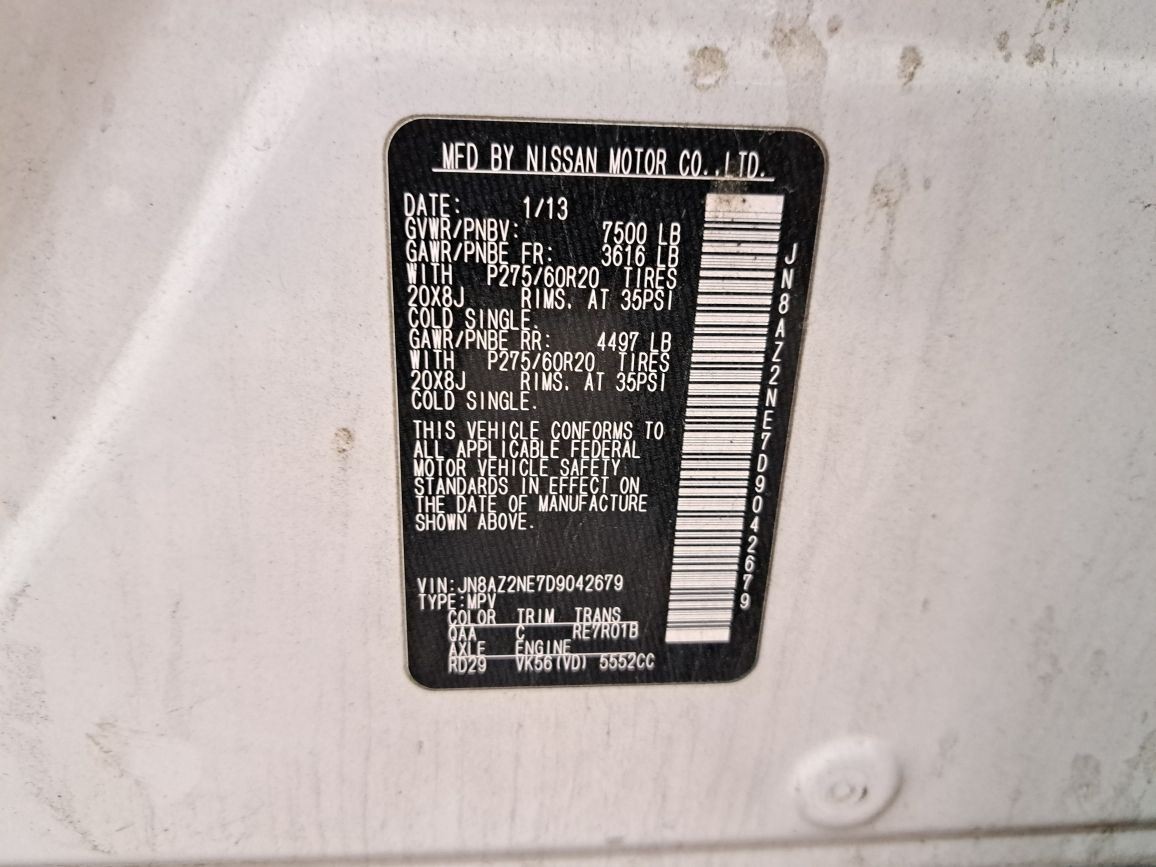 MFD BY NISSAN MOTOR CO.,LTD.
DATE: 1/13
GVWR/PNBV: 7500 LB
GAWR/PNBE FR: 3616 LB
WITH P275/60R20 TIRES
20X8J RIMS. AT 35PSI
COLD SINGLE.
GAWR/PNBE RR: 4497 LB
WITH P275/60R20 TIRES
20X8J RIMS. AT 35PSI
COLD SINGLE.
THIS VEHICLE CONFORMS TO
ALL APPLICABLE FEDERAL
MOTOR VEHICLE SAFETY
STANDARDS IN EFFECT ON
THE DATE OF MANUFACTURE
SHOWN ABOVE.
VIN:JN8AZ2NE7D9042679
TYPE:MPV
COLOR TRIM TRANS
QAA C RE7R01B
AXLE ENGINE
RD29 VK56(VD) 5552CC
JN8AZ2NE7D9042679